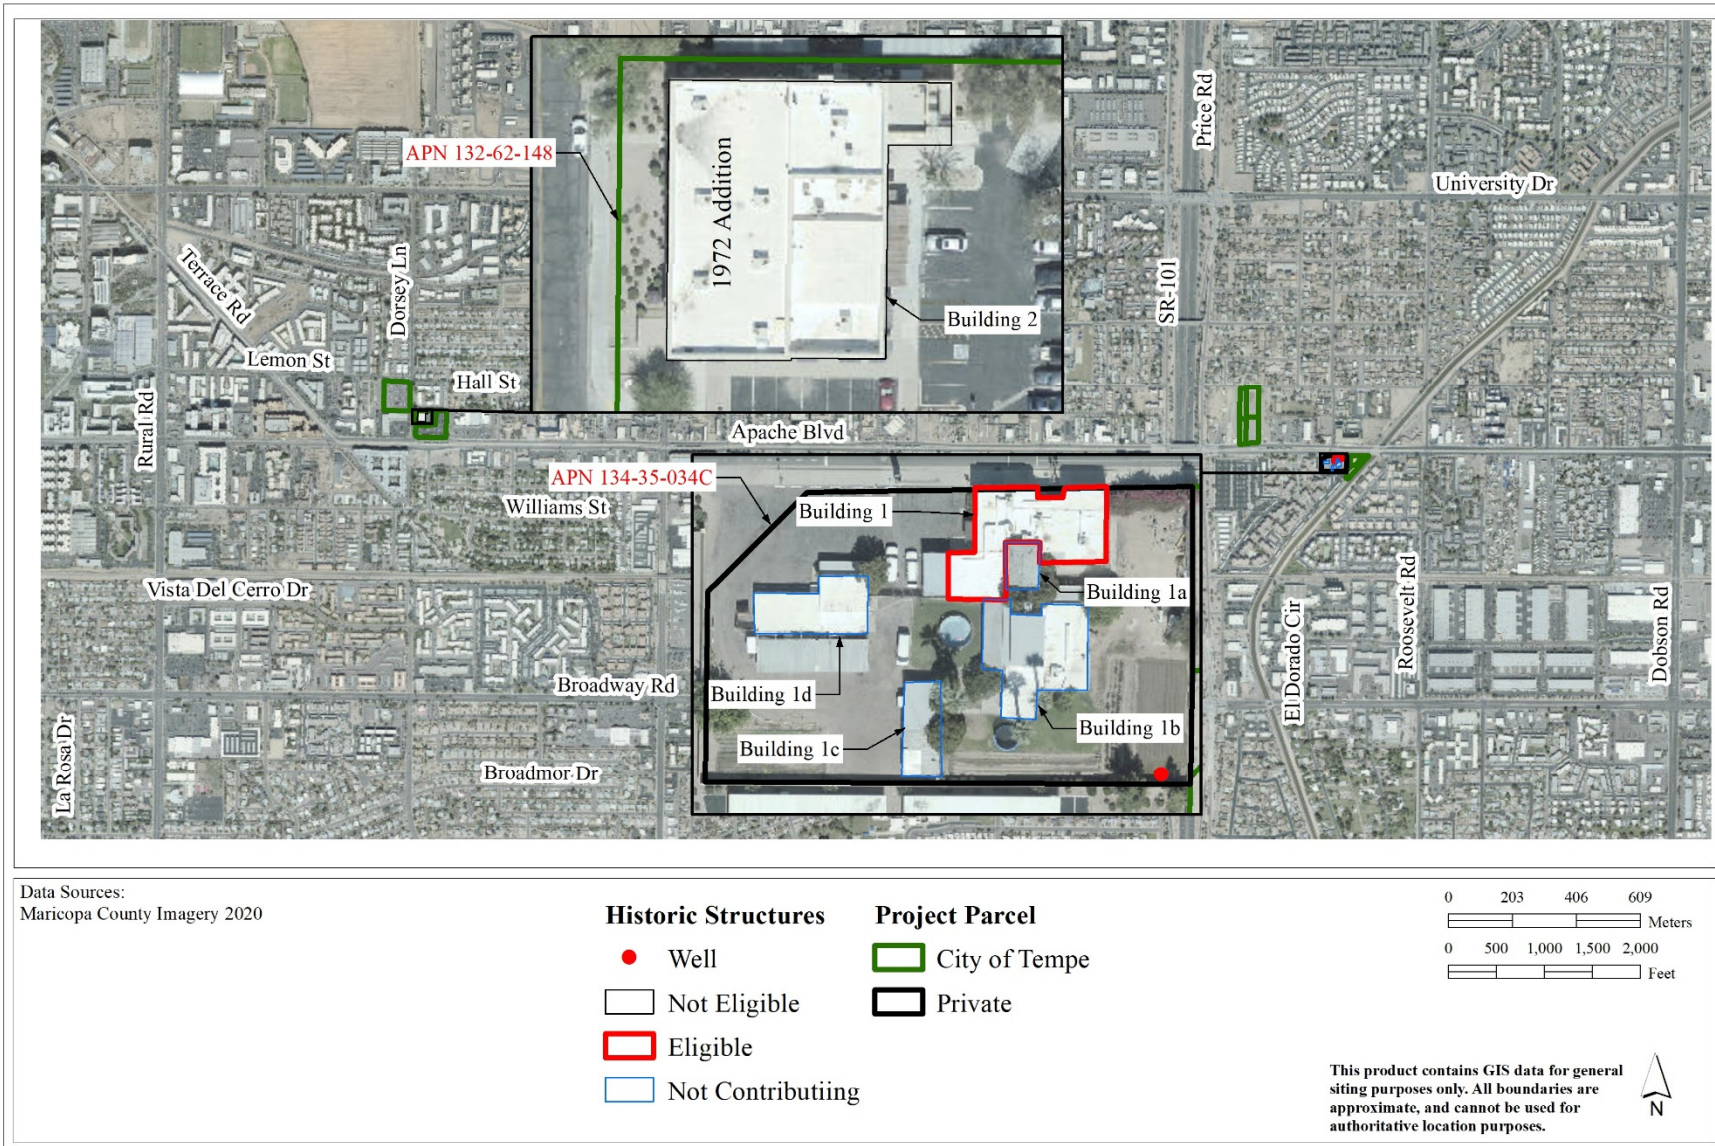 Price Rd
APN 132-62-148
1972 Addition
University Dr
Terrace Rd
Dorsey Ln
SR-101
Building 2
Lemon St
Hall St
Rural Rd
Apache Blvd
APN 134-35-034C
Williams St
Building 1
Vista Del Cerro Dr
Building 1a
El Dorado Cir
Roosevelt Rd
Dobson Rd
Broadway Rd
Building 1d
Building 1b
Building 1c
La Rosa Dr
Broadmor Dr
Data Sources:
Maricopa County Imagery 2020
Historic Structures
Well
Not Eligible
Eligible
Not Contributiing
Project Parcel
City of Tempe
Private
0 203 406 609
Meters
0 500 1,000 1,500 2,000
Feet
This product contains GIS data for general
siting purposes only. All boundaries are
approximate, and cannot be used for
authoritative location purposes.
N